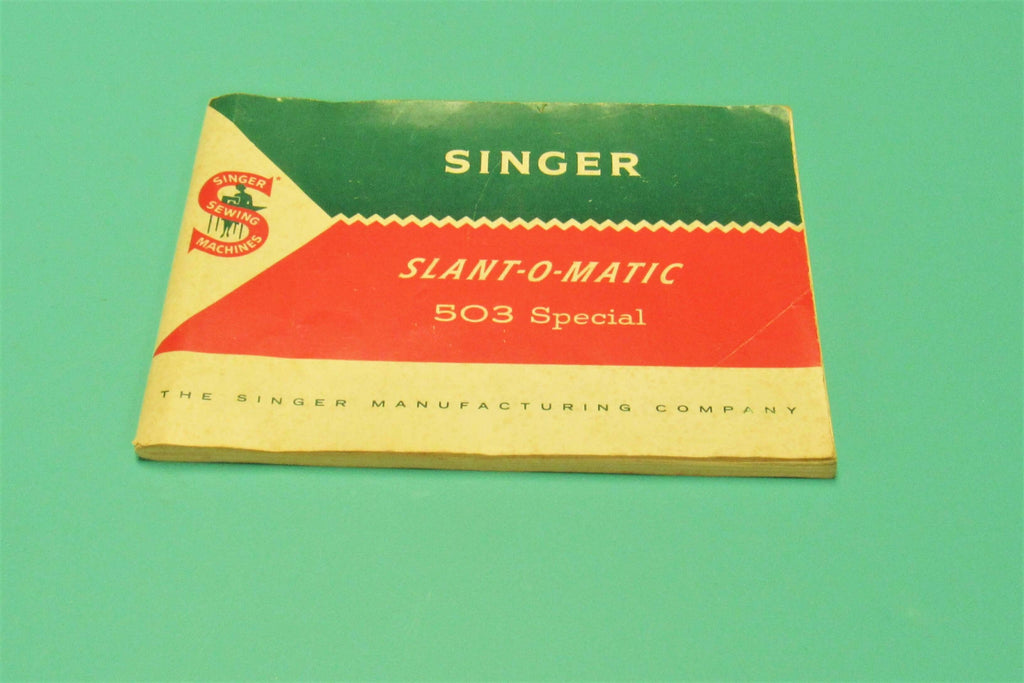 SINGER
SINGER
SEWING
MACHINES
SLANT-O-MATIC
503 Special
THE SINGER MANUFACTURING COMPANY